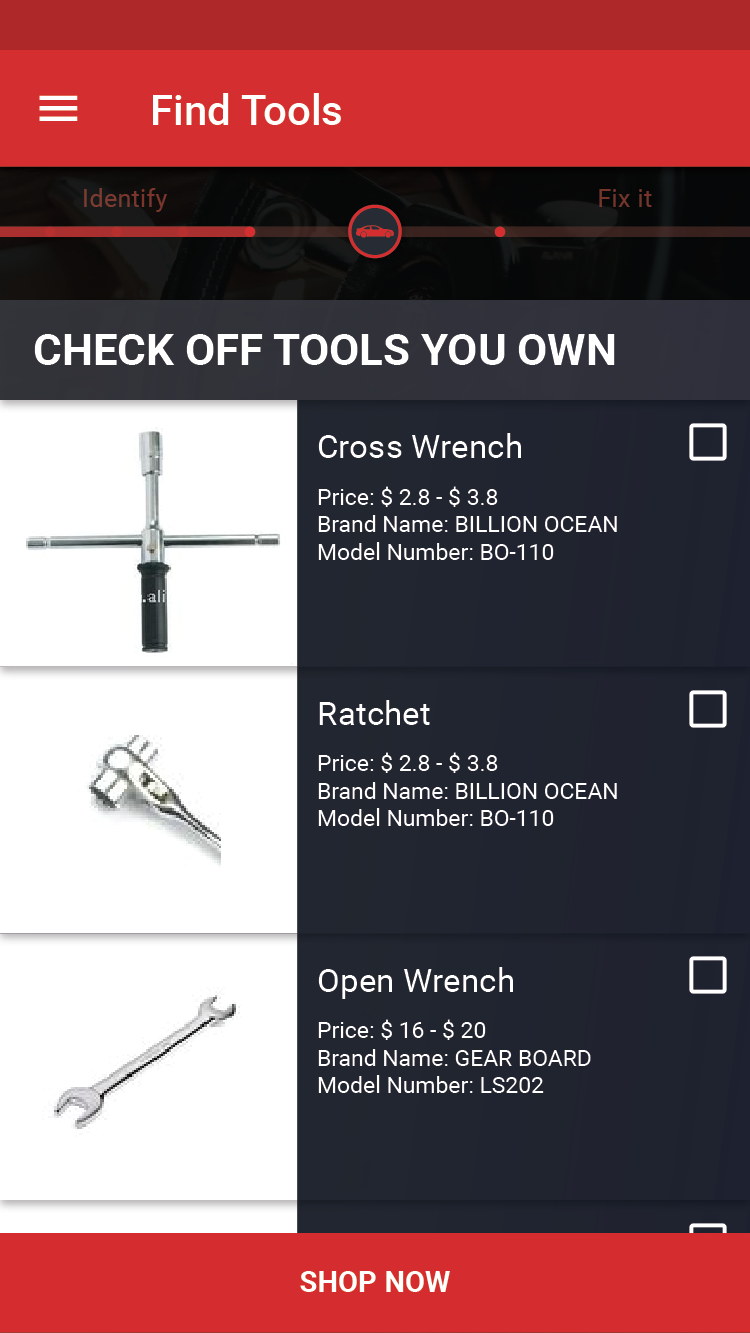 Find Tools
Identify
Fix it
CHECK OFF TOOLS YOU OWN
Cross Wrench
Price: $ 2.8 - $ 3.8
Brand Name: BILLION OCEAN
Model Number: BO-110
.ali
Ratchet
Price: $ 2.8 - $ 3.8
Brand Name: BILLION OCEAN
Model Number: BO-110
Open Wrench
Price: $ 16 - $ 20
Brand Name: GEAR BOARD
Model Number: LS202
SHOP NOW